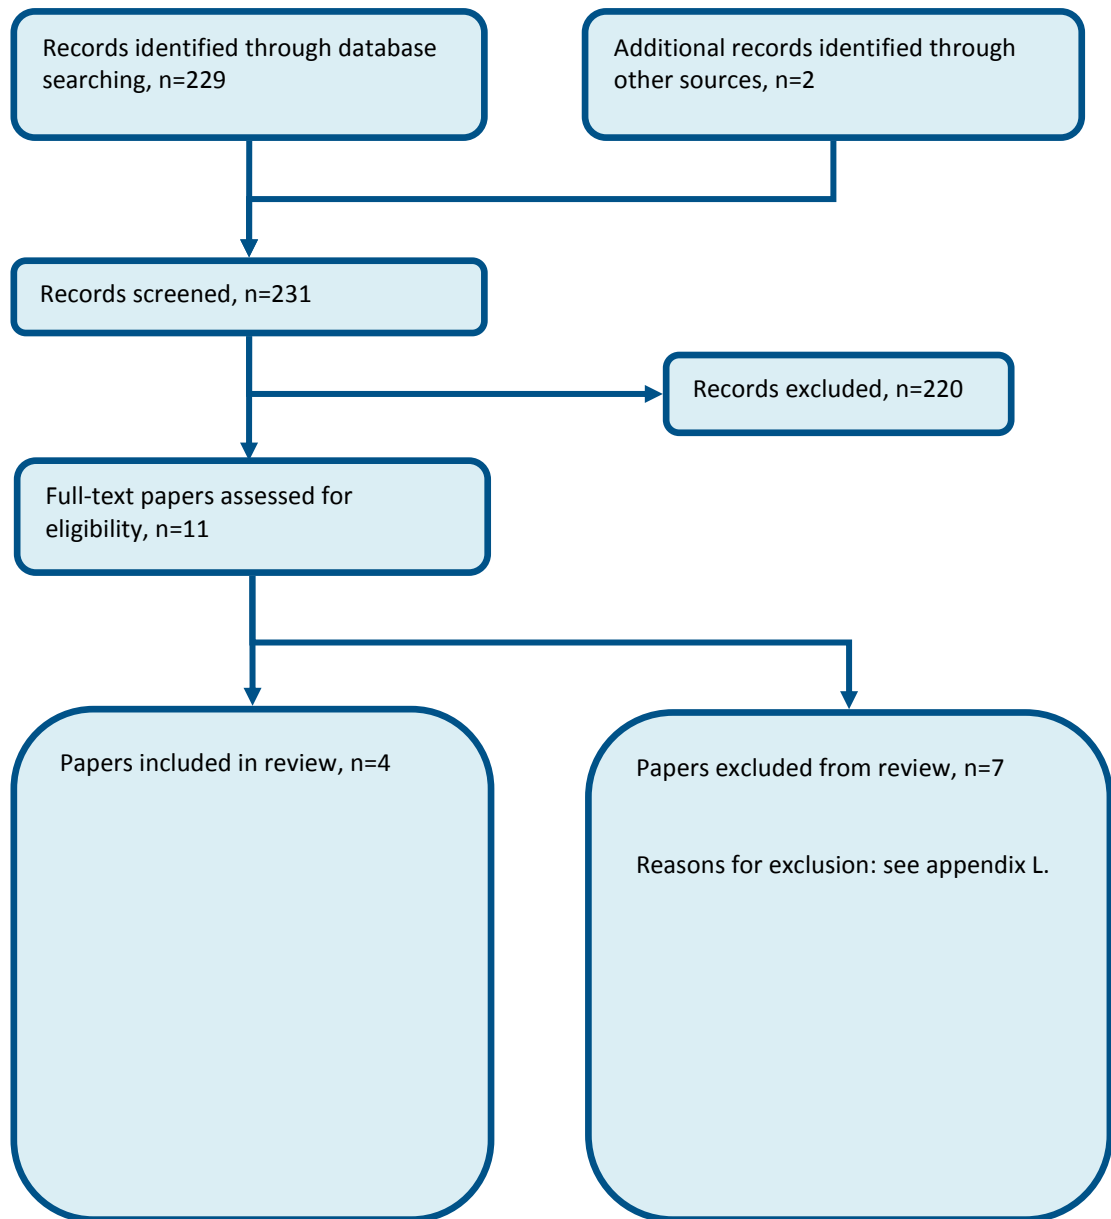 Records identified through database
searching, n=229
Additional records identified through
other sources, n=2
Records screened, n=231
Records excluded, n=220
Full-text papers assessed for
eligibility, n=11
Papers included in review, n=4
Papers excluded from review, n=7
Reasons for exclusion: see appendix L.